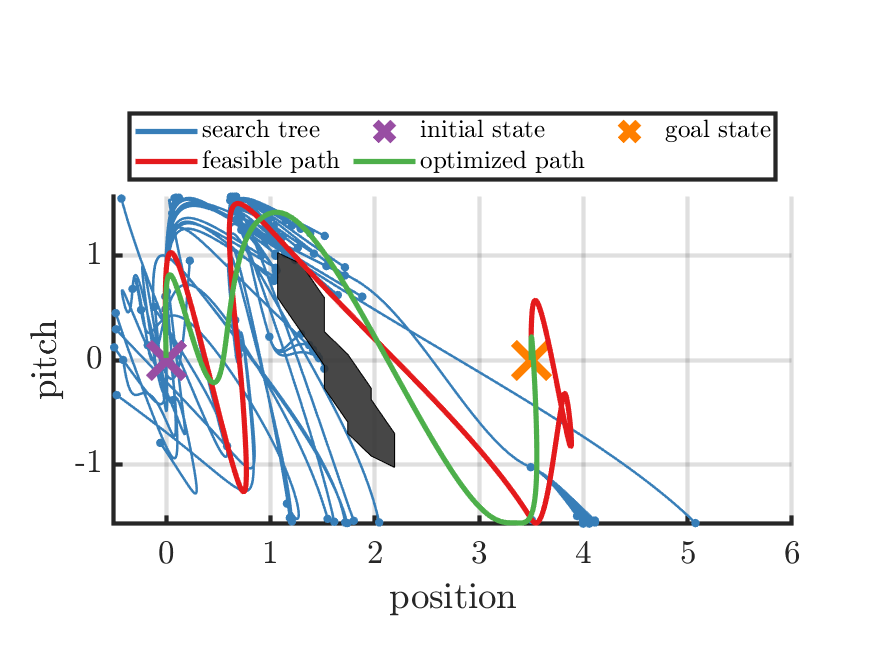 search tree initial state goal state
feasible path optimized path
1
0
-1
pitch
0 1 2 3 4 5 6
position